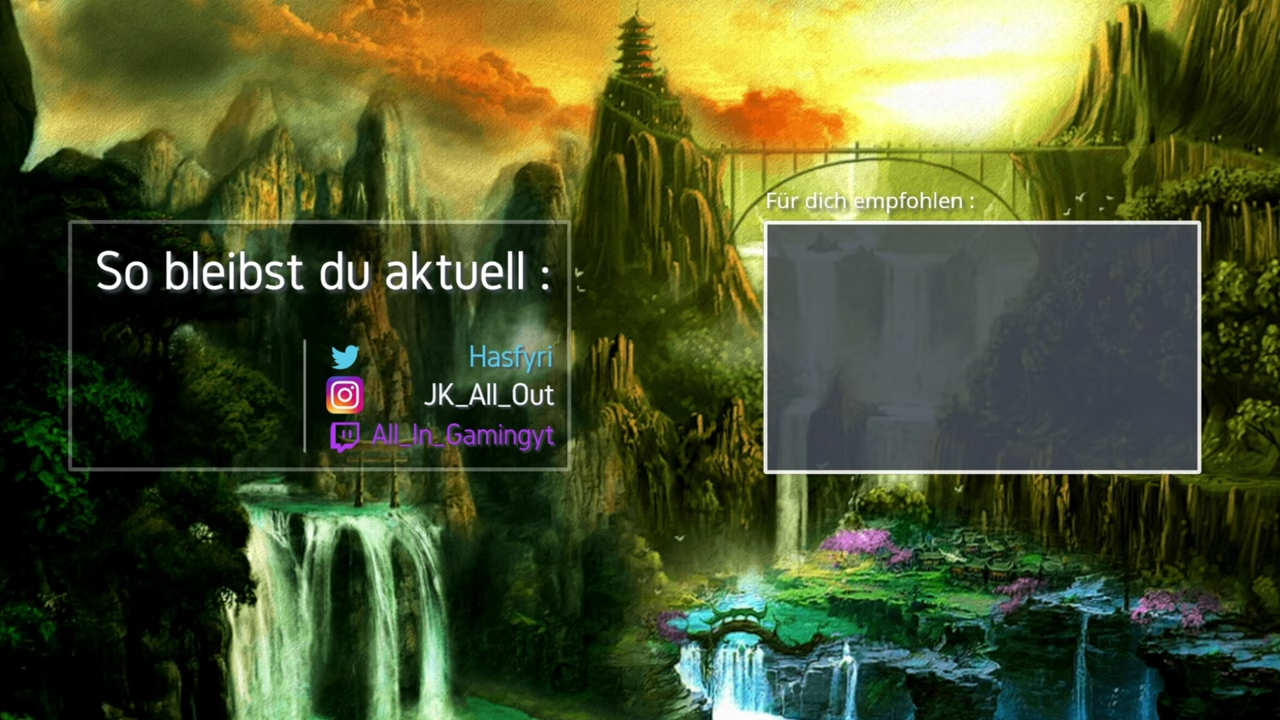 Für dich empfohlen :
So bleibst du aktuell :
Hasfyri
JK_All_Out
All_In_Gamingyt